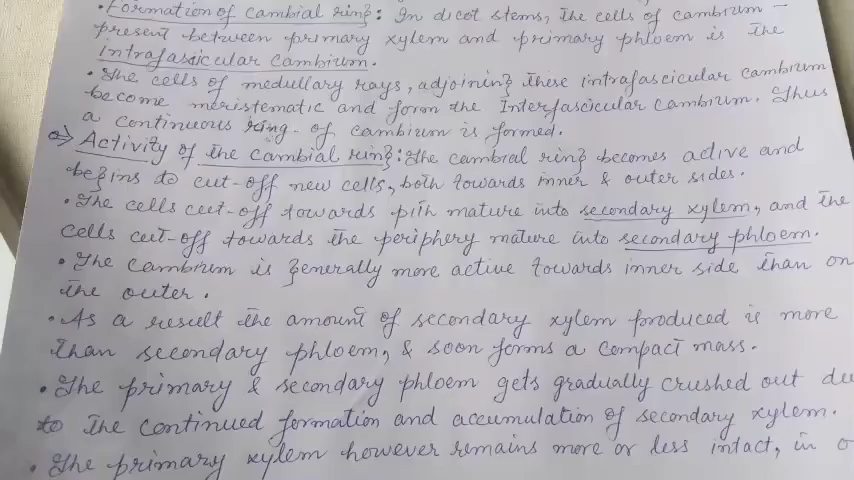 • Formation of cambial ring: In dicot stems, the cells of cambium -
present between primary xylem and primary phloem is the
intrafascicular cambium.
• The cells of medullary rays, adjoining these intrafascicular cambium
become meristematic and form the Interfascicular cambium. Thus
a continuous ring of cambium is formed.
⇒ Activity of the cambial ring: The cambial ring becomes active and
begins to cut-off new cells, both towards inner & outer sides.
• The cells cut-off towards pith mature into secondary xylem, and the
cells cut-off towards the periphery mature into secondary phloem.
• The cambium is generally more active towards inner side than on
the outer.
• As a result the amount of secondary xylem produced is more
than secondary phloem, & soon forms a compact mass.
• The primary & secondary phloem gets gradually crushed out due
to the continued formation and accumulation of secondary xylem.
• The primary xylem however remains more or less intact, in